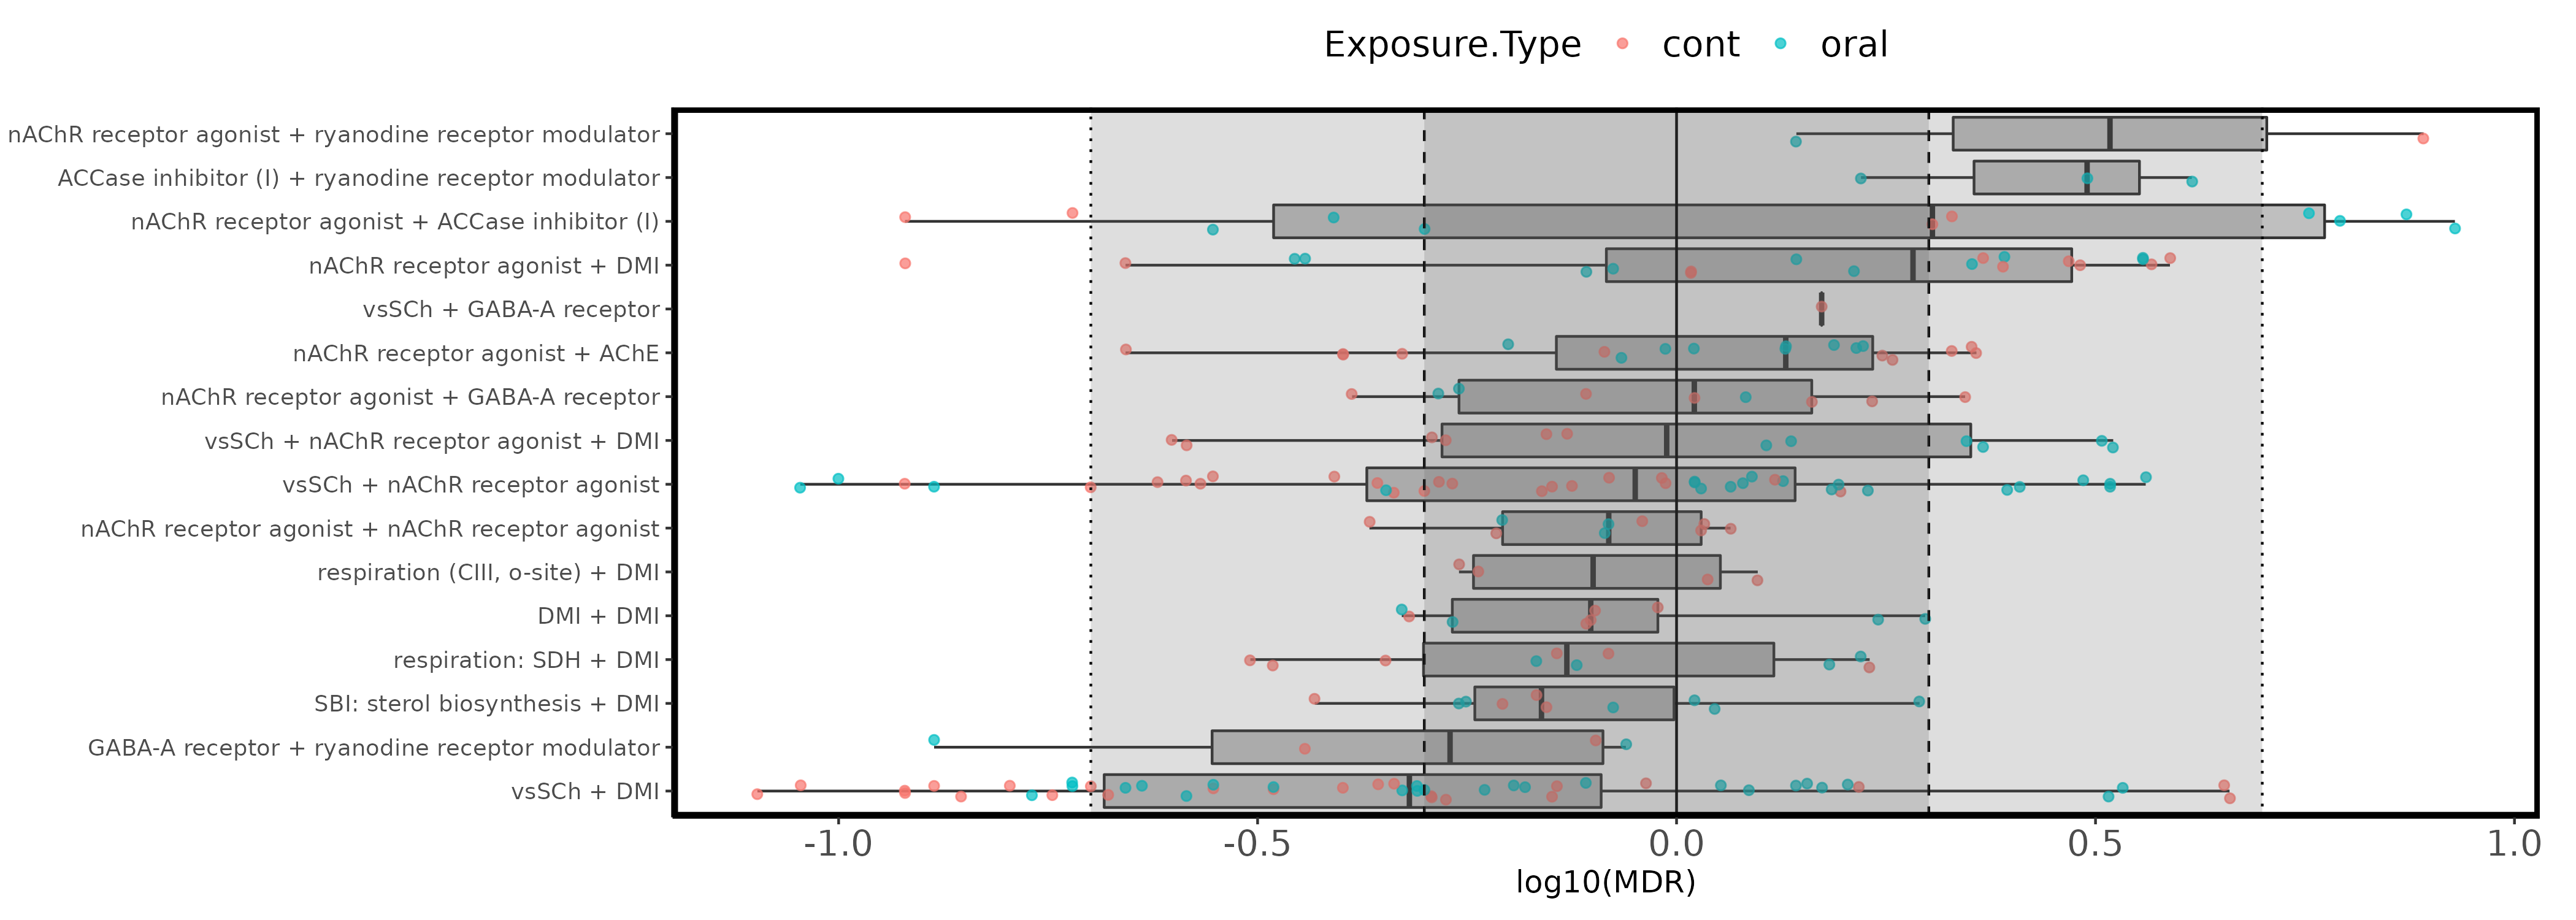 Exposure.Type cont oral
nAChR receptor agonist + ryanodine receptor modulator
ACCase inhibitor (I) + ryanodine receptor modulator
nAChR receptor agonist + ACCase inhibitor (I)
nAChR receptor agonist + DMI
vsSCh + GABA-A receptor
nAChR receptor agonist + AChE
nAChR receptor agonist + GABA-A receptor
vsSCh + nAChR receptor agonist + DMI
vsSCh + nAChR receptor agonist
nAChR receptor agonist + nAChR receptor agonist
respiration (CIII, o-site) + DMI
DMI + DMI
respiration: SDH + DMI
SBI: sterol biosynthesis + DMI
GABA-A receptor + ryanodine receptor modulator
vsSCh + DMI
-1.0 -0.5 0.0 0.5 1.0
log10(MDR)